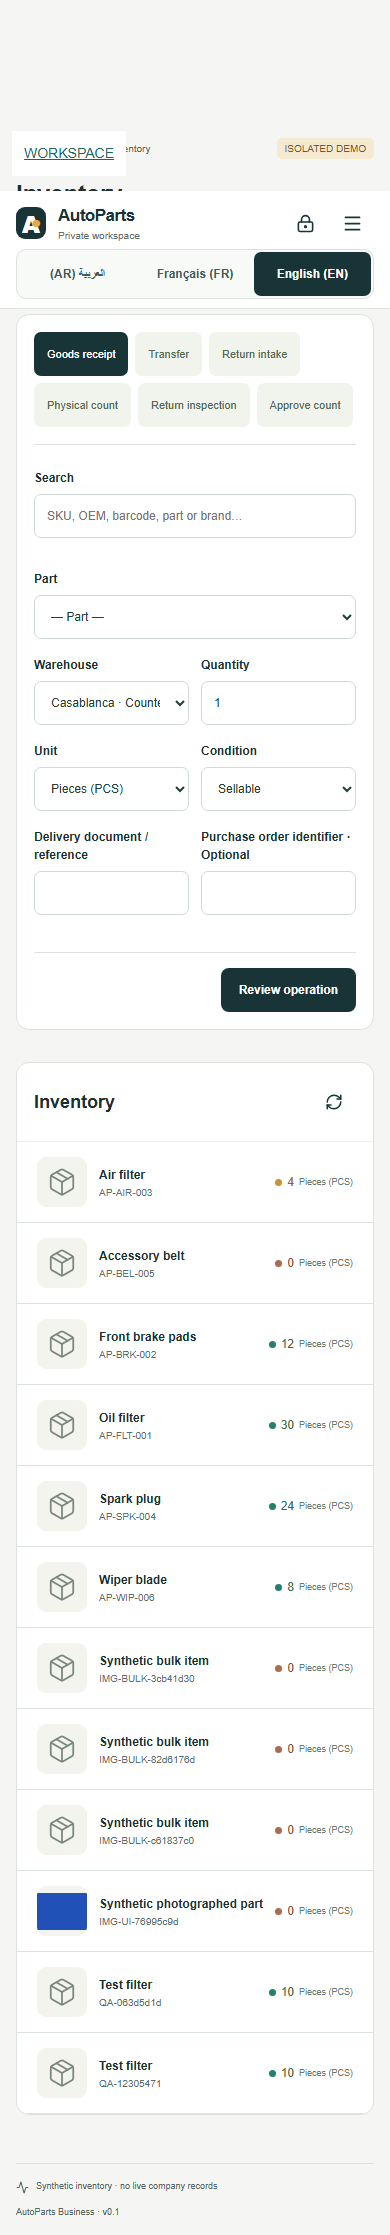 WORKSPACE
entory
ISOLATED DEMO
Inventory
AutoParts
Private workspace
العربية (AR)
Français (FR)
English (EN)
Goods receipt
Transfer
Return intake
Physical count
Return inspection
Approve count
Search
SKU, OEM, barcode, part or brand...
Part
— Part —
Warehouse
Quantity
Casablanca · Counte
1
Unit
Condition
Pieces (PCS)
Sellable
Delivery document /
reference
Purchase order identifier ·
Optional
Review operation
Inventory
Air filter
AP-AIR-003
4 Pieces (PCS)
Accessory belt
AP-BEL-005
0 Pieces (PCS)
Front brake pads
AP-BRK-002
12 Pieces (PCS)
Oil filter
AP-FLT-001
30 Pieces (PCS)
Spark plug
AP-SPK-004
24 Pieces (PCS)
Wiper blade
AP-WIP-006
8 Pieces (PCS)
Synthetic bulk item
IMG-BULK-3cb41d30
0 Pieces (PCS)
Synthetic bulk item
IMG-BULK-82d6176d
0 Pieces (PCS)
Synthetic bulk item
IMG-BULK-c61837c0
0 Pieces (PCS)
Synthetic photographed part
IMG-UI-76995c9d
0 Pieces (PCS)
Test filter
QA-063d5d1d
10 Pieces (PCS)
Test filter
QA-12305471
10 Pieces (PCS)
Synthetic inventory · no live company records
AutoParts Business · v0.1